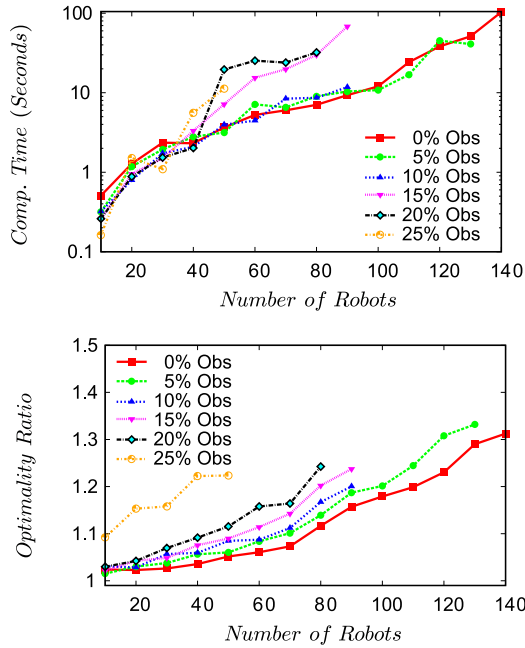 100
10
1
0.1
Comp. Time (Seconds)
0% Obs
5% Obs
10% Obs
15% Obs
20% Obs
25% Obs
20 40 60 80 100 120 140
Number of Robots
1.5
1.4
1.3
1.2
1.1
1
Optimality Ratio
0% Obs
5% Obs
10% Obs
15% Obs
20% Obs
25% Obs
20 40 60 80 100 120 140
Number of Robots